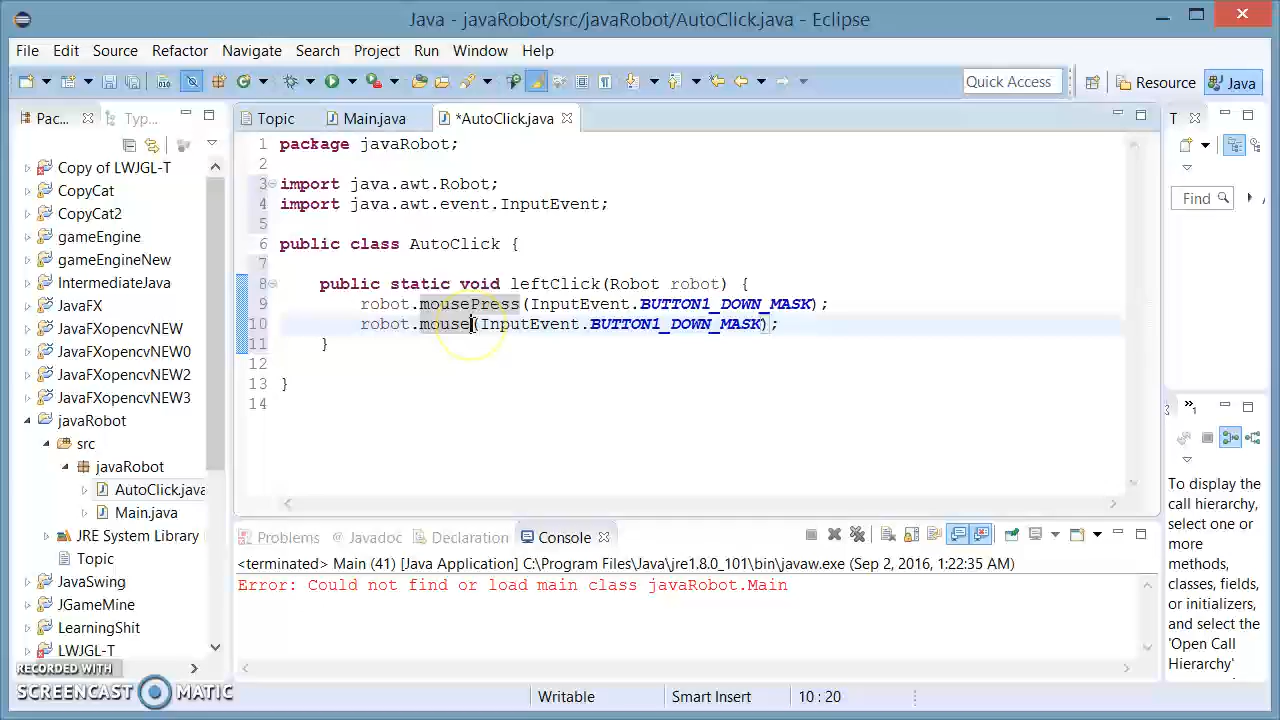 Java - javaRobot/src/javaRobot/AutoClick.java - Eclipse
File Edit Source Refactor Navigate Search Project Run Window Help
Quick Access
Resource
Java
Pac...
Typ...
Topic
Main.java
*AutoClick.java
T
Copy of LWJGL-T
CopyCat
CopyCat2
gameEngine
gameEngineNew
IntermediateJava
JavaFX
JavaFXopencvNEW
JavaFXopencvNEW0
JavaFXopencvNEW2
JavaFXopencvNEW3
javaRobot
src
javaRobot
AutoClick.java
Main.java
JRE System Library
Topic
JavaSwing
JGameMine
LearningShit
LWJGL-T
1 package javaRobot;
2
3 import java.awt.Robot;
4 import java.awt.event.InputEvent;
5
6 public class AutoClick {
7
8 public static void leftClick(Robot robot) {
9 robot.mousePress(InputEvent.BUTTON1_DOWN_MASK);
10 robot.mouse(InputEvent.BUTTON1_DOWN_MASK);
11 }
12
13 }
14
Find
»1
To display the
call hierarchy,
select one or
more
methods,
classes, fields,
or initializers,
and select the
'Open Call
Hierarchy'
Problems @ Javadoc Declaration Console
<terminated> Main (41) [Java Application] C:\Program Files\Java\jre1.8.0_101\bin\javaw.exe (Sep 2, 2016, 1:22:35 AM)
Error: Could not find or load main class javaRobot.Main
RECORDED WITH
SCREENCAST MATIC
Writable
Smart Insert
10 : 20